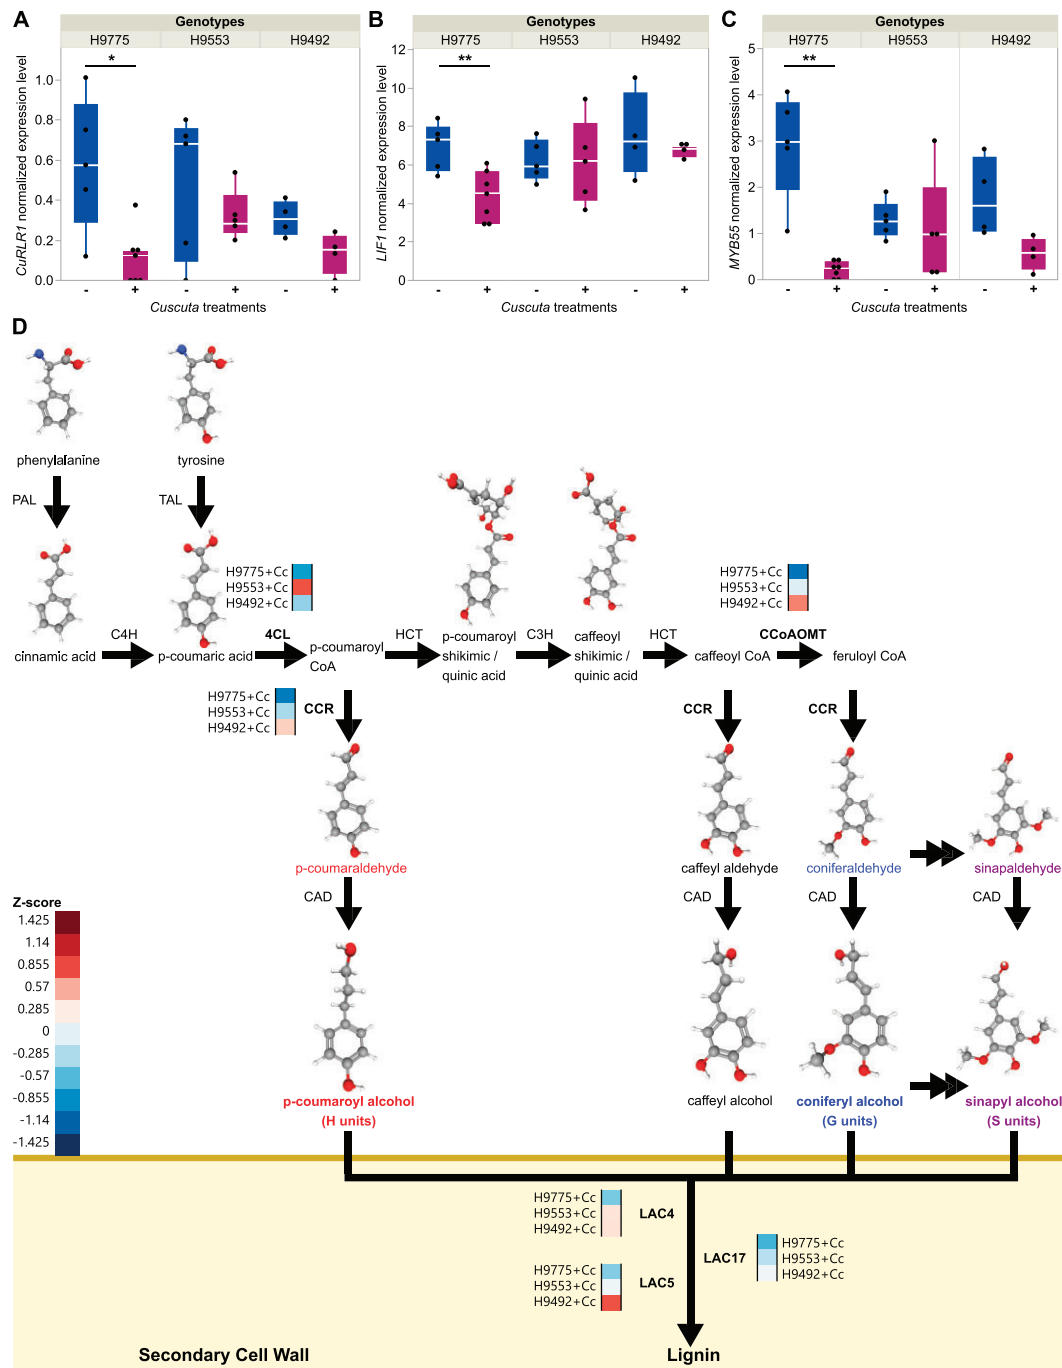 A
Genotypes
H9775 H9553 H9492
CuRLR1 normalized expression level
1.0
0.8
0.6
0.4
0.2
0.0
*
- + - + - +
Cuscuta treatments
B
Genotypes
H9775 H9553 H9492
LIF1 normalized expression level
12
10
8
6
4
2
0
**
- + - + - +
Cuscuta treatments
C
Genotypes
H9775 H9553 H9492
MYB55 normalized expression level
5
4
3
2
1
0
**
- + - + - +
Cuscuta treatments
D
phenylalanine
tyrosine
PAL
TAL
H9775+Cc
H9553+Cc
H9492+Cc
H9775+Cc
H9553+Cc
H9492+Cc
cinnamic acid
C4H
p-coumaric acid
4CL
p-coumaroyl
CoA
HCT
p-coumaroyl
shikimic /
quinic acid
C3H
caffeoyl
shikimic /
quinic acid
HCT
caffeoyl CoA
CCoAOMT
feruloyl CoA
H9775+Cc
H9553+Cc
H9492+Cc
CCR
CCR
CCR
p-coumaraldehyde
caffeyl aldehyde
coniferaldehyde
sinapaldehyde
CAD
CAD
CAD
CAD
Z-score
1.425
1.14
0.855
0.57
0.285
0
-0.285
-0.57
-0.855
-1.14
-1.425
p-coumaroyl alcohol
(H units)
caffeyl alcohol
coniferyl alcohol
(G units)
sinapyl alcohol
(S units)
H9775+Cc
H9553+Cc
H9492+Cc
LAC4
H9775+Cc
H9553+Cc
H9492+Cc
LAC5
LAC17
H9775+Cc
H9553+Cc
H9492+Cc
Secondary Cell Wall
Lignin